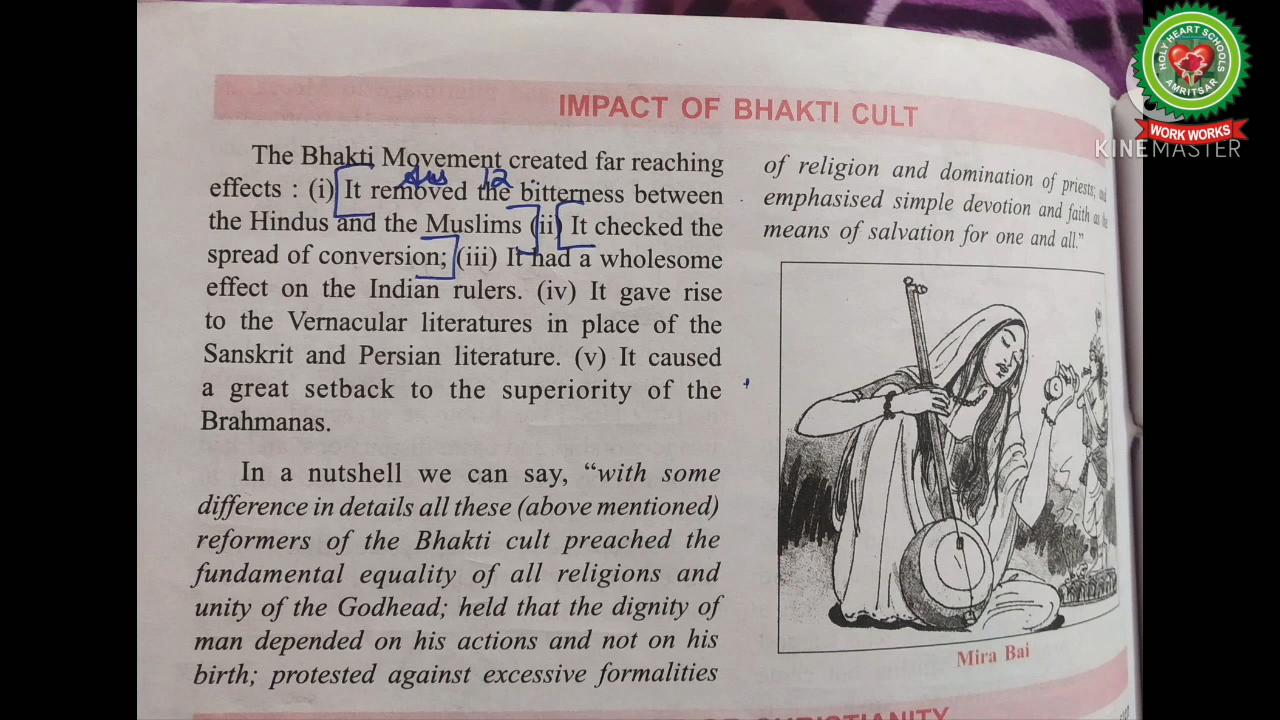 IMPACT OF BHAKTI CULT
The Bhakti Movement created far reaching
effects : (i) It removed the bitterness between
Ans 12
the Hindus and the Muslims (ii) It checked the
spread of conversion; (iii) It had a wholesome
effect on the Indian rulers. (iv) It gave rise
to the Vernacular literatures in place of the
Sanskrit and Persian literature. (v) It caused
a great setback to the superiority of the
Brahmanas.
In a nutshell we can say, “with some
difference in details all these (above mentioned)
reformers of the Bhakti cult preached the
fundamental equality of all religions and
unity of the Godhead; held that the dignity of
man depended on his actions and not on his
birth; protested against excessive formalities
of religion and domination of priests; and
emphasised simple devotion and faith as the
means of salvation for one and all.”
Mira Bai
CHRISTIANITY
HOLY HEART SCHOOLS
AMRITSAR
WORK WORKS
KINEMASTER